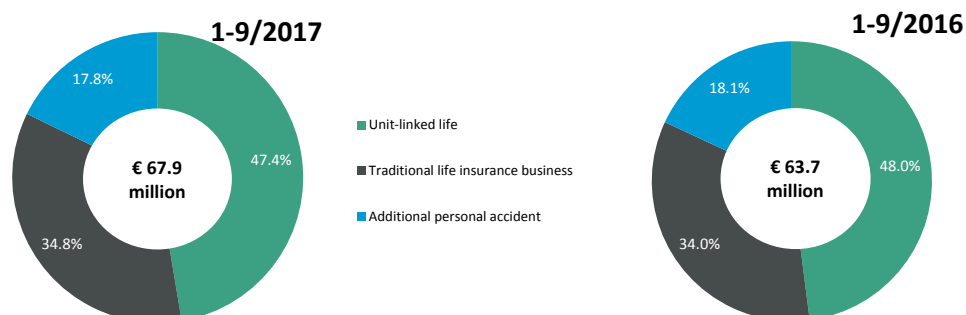 1-9/2017
17.8%
47.4%
34.8%
€ 67.9
million
Unit-linked life
Traditional life insurance business
Additional personal accident
1-9/2016
18.1%
48.0%
34.0%
€ 63.7
million